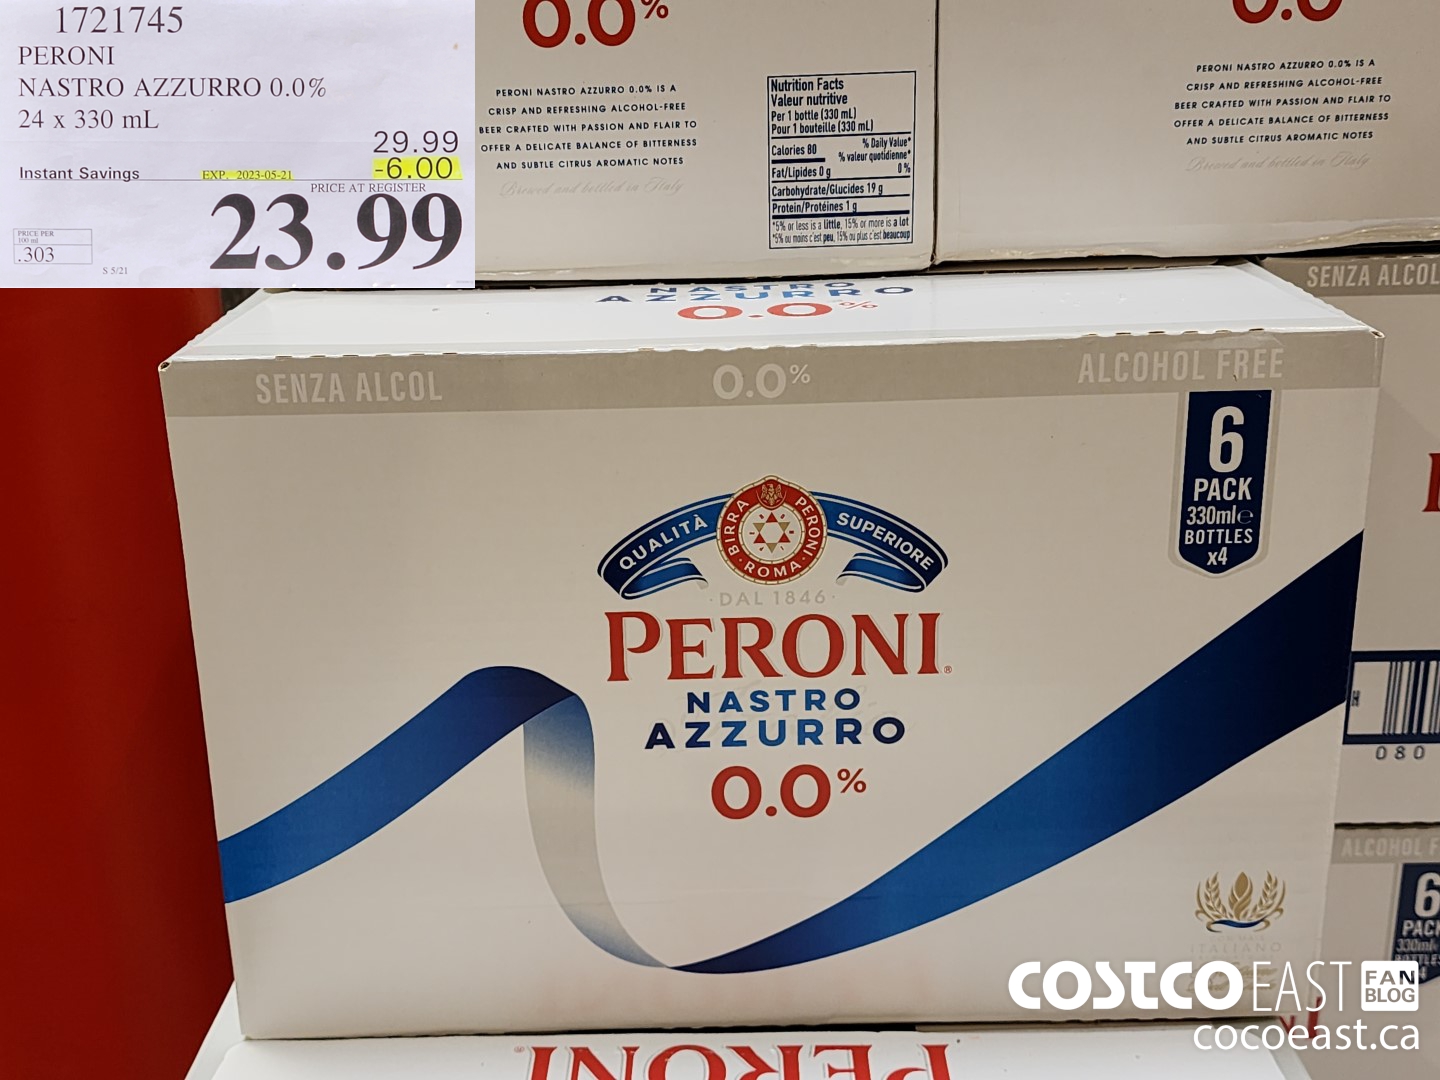 1721745
PERONI
NASTRO AZZURRO 0.0%
24 x 330 mL
29.99
Instant Savings EXP. 2023-05-21 -6.00
PRICE AT REGISTER
23.99
PRICE PER
100 ml
.303
S 5/21
0.0%
PERONI NASTRO AZZURRO 0.0% IS A
CRISP AND REFRESHING ALCOHOL-FREE
BEER CRAFTED WITH PASSION AND FLAIR TO
OFFER A DELICATE BALANCE OF BITTERNESS
AND SUBTLE CITRUS AROMATIC NOTES
Brewed and bottled in Italy
Nutrition Facts
Valeur nutritive
Per 1 bottle (330 mL)
Pour 1 bouteille (330 mL)
Calories 80 % Daily Value*
% valeur quotidienne*
Fat/Lipides 0 g 0 %
Carbohydrate/Glucides 19 g
Protein/Protéines 1 g
*5% or less is a little, 15% or more is a lot
*5% ou moins c'est peu, 15% ou plus c'est beaucoup
0.0%
PERONI NASTRO AZZURRO 0.0% IS A
CRISP AND REFRESHING ALCOHOL-FREE
BEER CRAFTED WITH PASSION AND FLAIR TO
OFFER A DELICATE BALANCE OF BITTERNESS
AND SUBTLE CITRUS AROMATIC NOTES
Brewed and bottled in Italy
NASTRO
AZZURRO
0.0%
SENZA ALCOL
SENZA ALCOL 0.0% ALCOHOL FREE
6
PACK
330ml℮
BOTTLES
x4
QUALITÀ BIRRA PERONI ROMA SUPERIORE
· DAL 1846 ·
PERONI®
NASTRO
AZZURRO
0.0%
ITALIANO
080
ALCOHOL F
6
PACK
330ml
PERONI
COSTCO EAST FAN BLOG
cocoeast.ca